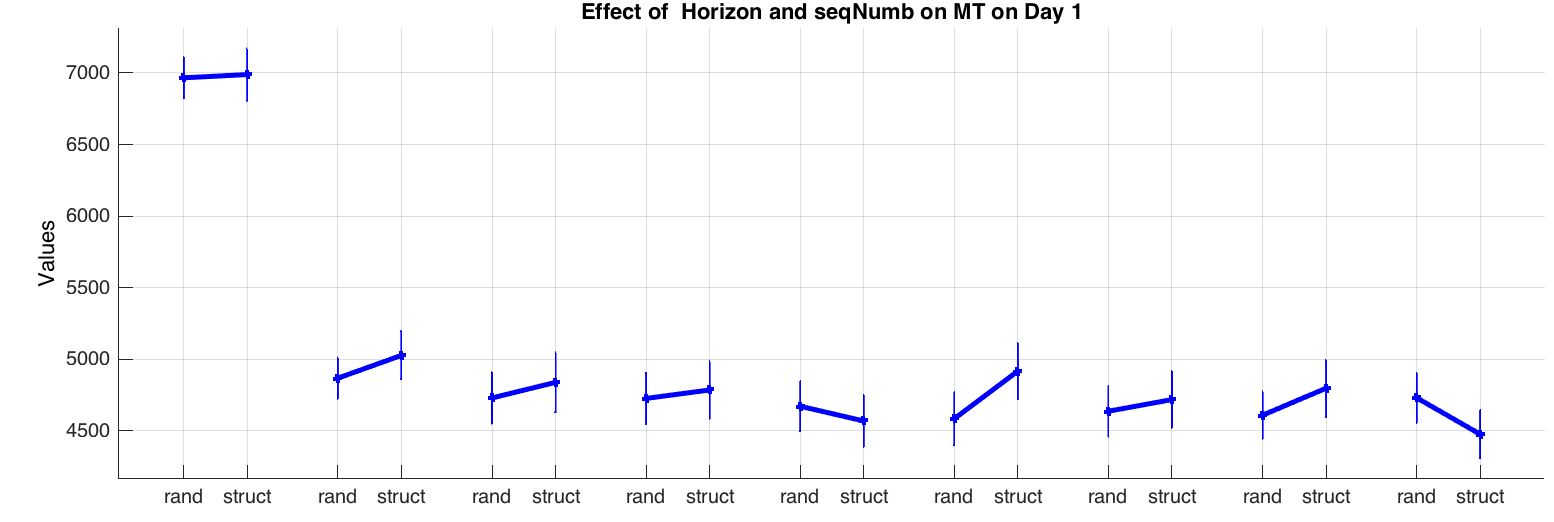 Effect of  Horizon and seqNumb on MT on Day 1
Values
7000
6500
6000
5500
5000
4500
rand struct rand struct rand struct rand struct rand struct rand struct rand struct rand struct rand struct